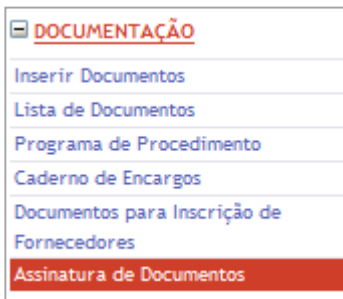 DOCUMENTAÇÃO
Inserir Documentos
Lista de Documentos
Programa de Procedimento
Caderno de Encargos
Documentos para Inscrição de
Fornecedores
Assinatura de Documentos